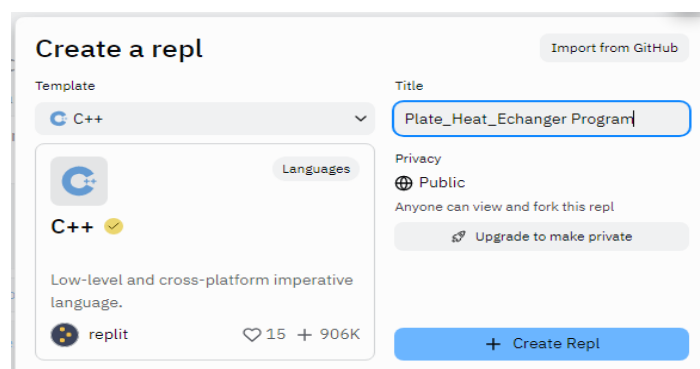 Create a repl
Import from GitHub
Template
Title
C++
Plate_Heat_Echanger Program
Languages
C++
Low-level and cross-platform imperative
language.
replit
15 + 906K
Privacy
Public
Anyone can view and fork this repl
Upgrade to make private
+ Create Repl